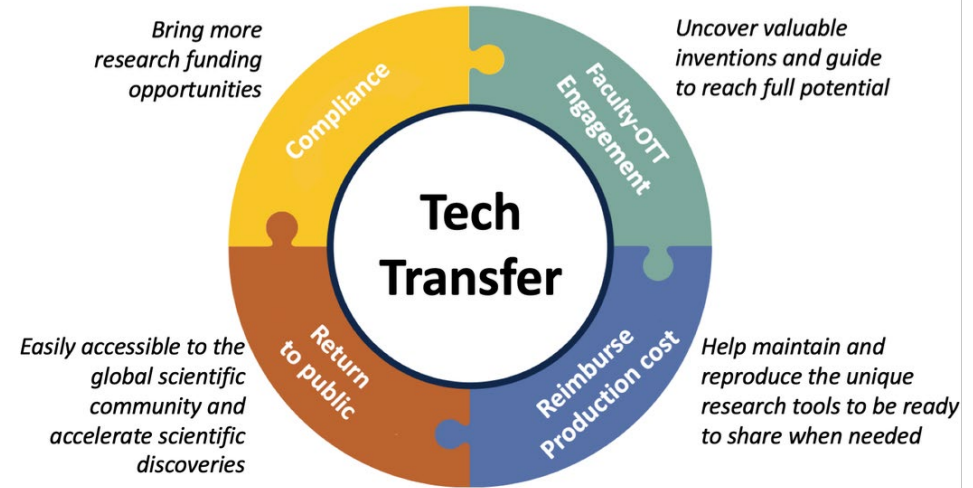 Bring more
research funding
opportunities
Compliance
Faculty-OTT
Engagement
Uncover valuable
inventions and guide
to reach full potential
Tech
Transfer
Easily accessible to the
global scientific
community and
accelerate scientific
discoveries
Return
to public
Reimburse
Production cost
Help maintain and
reproduce the unique
research tools to be ready
to share when needed